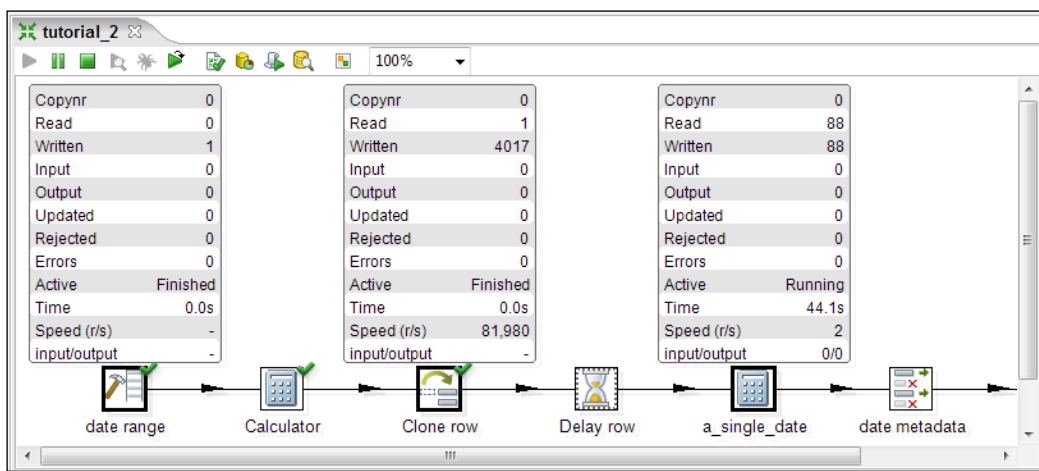 tutorial_2
100%
Copynr 0
Read 0
Written 1
Input 0
Output 0
Updated 0
Rejected 0
Errors 0
Active Finished
Time 0.0s
Speed (r/s) -
input/output -
Copynr 0
Read 1
Written 4017
Input 0
Output 0
Updated 0
Rejected 0
Errors 0
Active Finished
Time 0.0s
Speed (r/s) 81,980
input/output -
Copynr 0
Read 88
Written 88
Input 0
Output 0
Updated 0
Rejected 0
Errors 0
Active Running
Time 44.1s
Speed (r/s) 2
input/output 0/0
date range
Calculator
Clone row
Delay row
a_single_date
date metadata